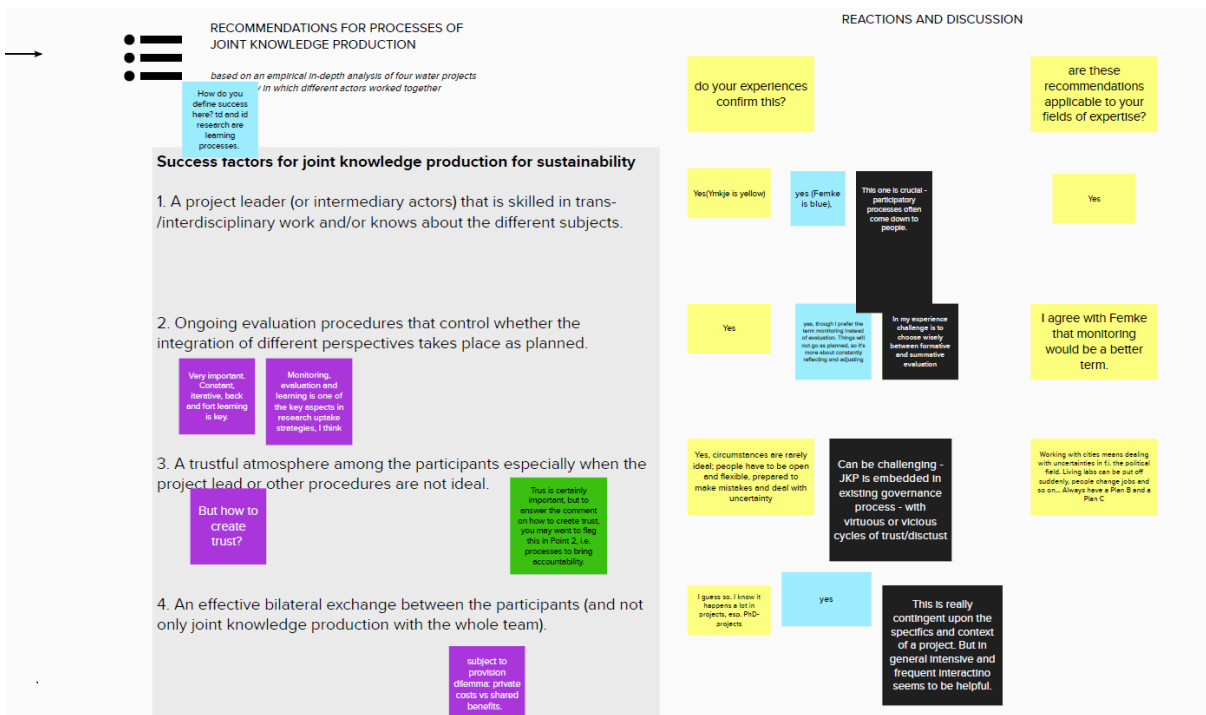 RECOMMENDATIONS FOR PROCESSES OF
JOINT KNOWLEDGE PRODUCTION
based on an empirical in-depth analysis of four water projects
in which different actors worked together
How do you
define success
here? td and id
research are
learning
processes.
Success factors for joint knowledge production for sustainability
1. A project leader (or intermediary actors) that is skilled in trans-
/interdisciplinary work and/or knows about the different subjects.
2. Ongoing evaluation procedures that control whether the
integration of different perspectives takes place as planned.
Very important.
Constant,
iterative, back
and fort learning
is key.
Monitoring,
evaluation and
learning is one of
the key aspects in
research uptake
strategies, I think
3. A trustful atmosphere among the participants especially when the
project lead or other procedures are not ideal.
But how to
create
trust?
Trus is certainly
important, but to
answer the comment
on how to create trust,
you may want to fleg
this in Point 2, i.e.
processes to bring
accountability.
4. An effective bilateral exchange between the participants (and not
only joint knowledge production with the whole team).
subject to
provision
dilemma: private
costs vs shared
benefits.
REACTIONS AND DISCUSSION
do your experiences
confirm this?
are these
recommendations
applicable to your
fields of expertise?
Yes(Ymkje is yellow)
yes (Femke
is blue),
This one is crucial -
participatory
processes often
come down to
people.
Yes
Yes
yes, though I prefer the
term monitoring instead
of evaluation. Things will
not go as planned, so it's
more about constantly
reflecting and adjusting
In my experience
challenge is to
choose wisely
between formative
and summative
evaluation
I agree with Femke
that monitoring
would be a better
term.
Yes, circumstances are rarely
ideal; people have to be open
and flexible, prepared to
make mistakes and deal with
uncertainty
Can be challenging -
JKP is embedded in
existing governance
process - with
virtuous or vicious
cycles of trust/disctust
Working with cities means dealing
with uncertainties in f.i. the political
field. Living labs can be put off
suddenly, people change jobs and
so on... Always have a Plan B and a
Plan C
I guess so. I know it
happens a lot in
projects, esp. PhD-
projects
yes
This is really
contingent upon the
specifics and context
of a project. But in
general intensive and
frequent interactino
seems to be helpful.